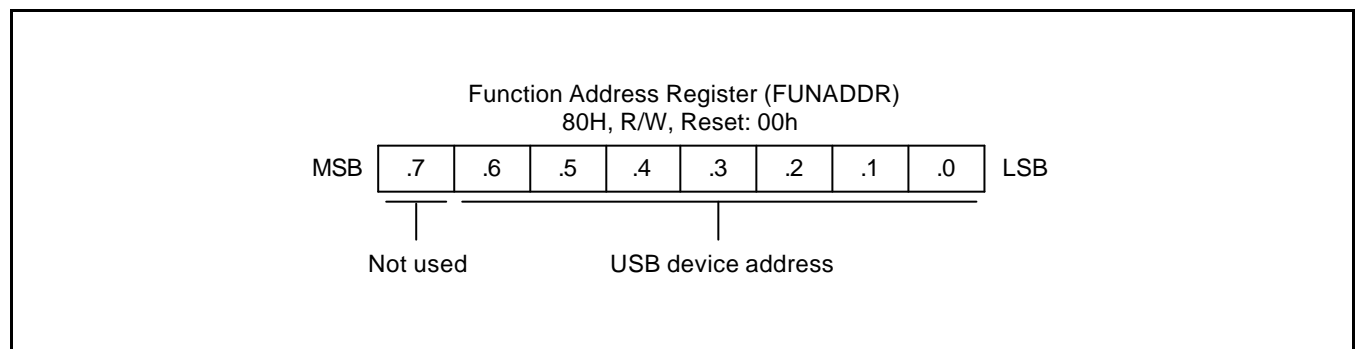 Function Address Register (FUNADDR)
80H, R/W, Reset: 00h
MSB .7 .6 .5 .4 .3 .2 .1 .0 LSB
Not used USB device address